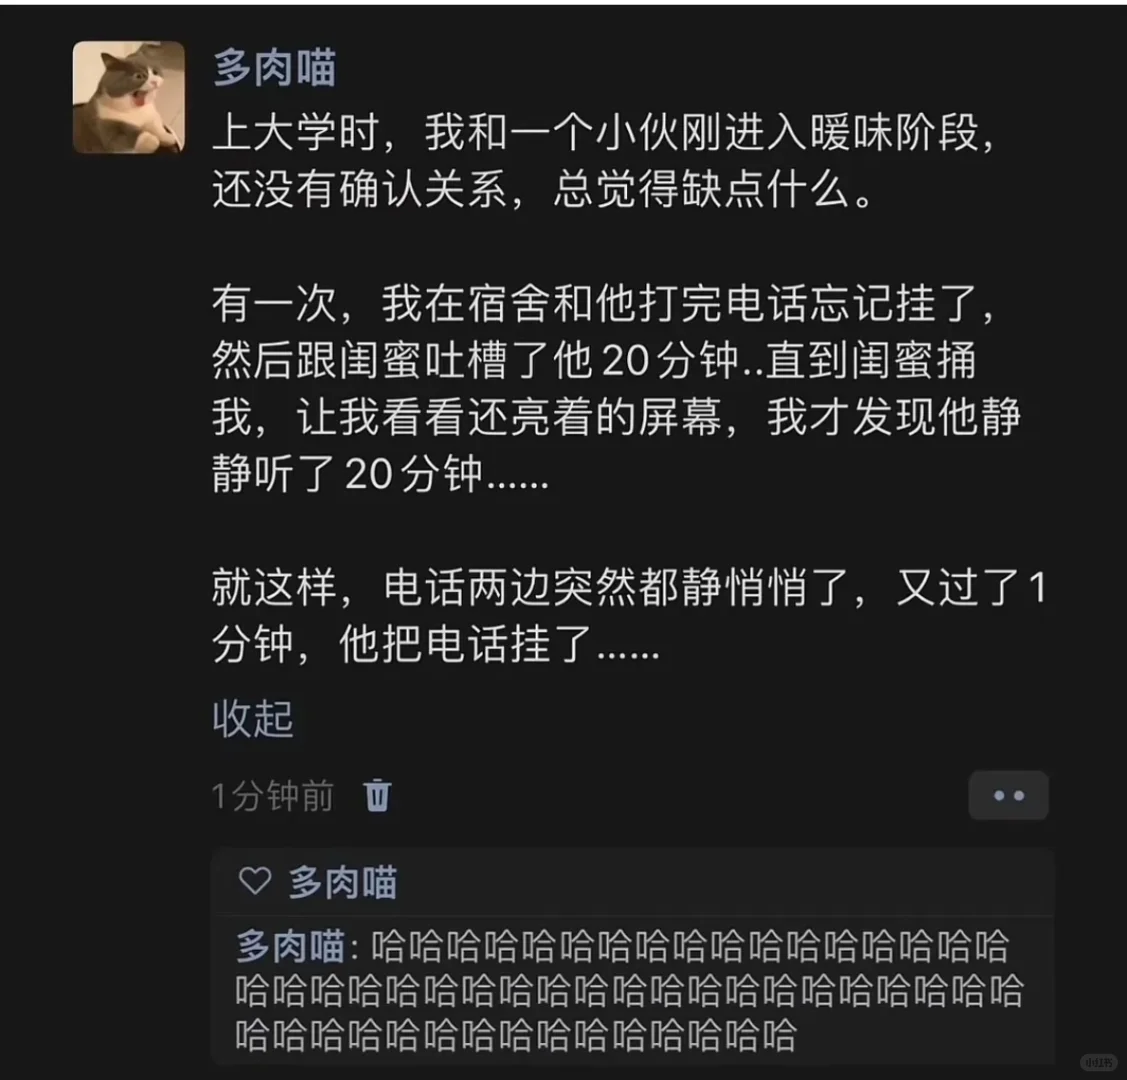 多肉喵
上大学时，我和一个小伙刚进入暖味阶段，
还没有确认关系，总觉得缺点什么。
有一次，我在宿舍和他打完电话忘记挂了，
然后跟闺蜜吐槽了他20分钟..直到闺蜜捅
我，让我看看还亮着的屏幕，我才发现他静
静听了20分钟……
就这样，电话两边突然都静悄悄了，又过了1
分钟，他把电话挂了……
收起
1分钟前
多肉喵
多肉喵：哈哈哈哈哈哈哈哈哈哈哈哈哈哈哈哈哈
哈哈哈哈哈哈哈哈哈哈哈哈哈哈哈哈哈哈哈哈哈
哈哈哈哈哈哈哈哈哈哈哈哈哈哈哈
小红书